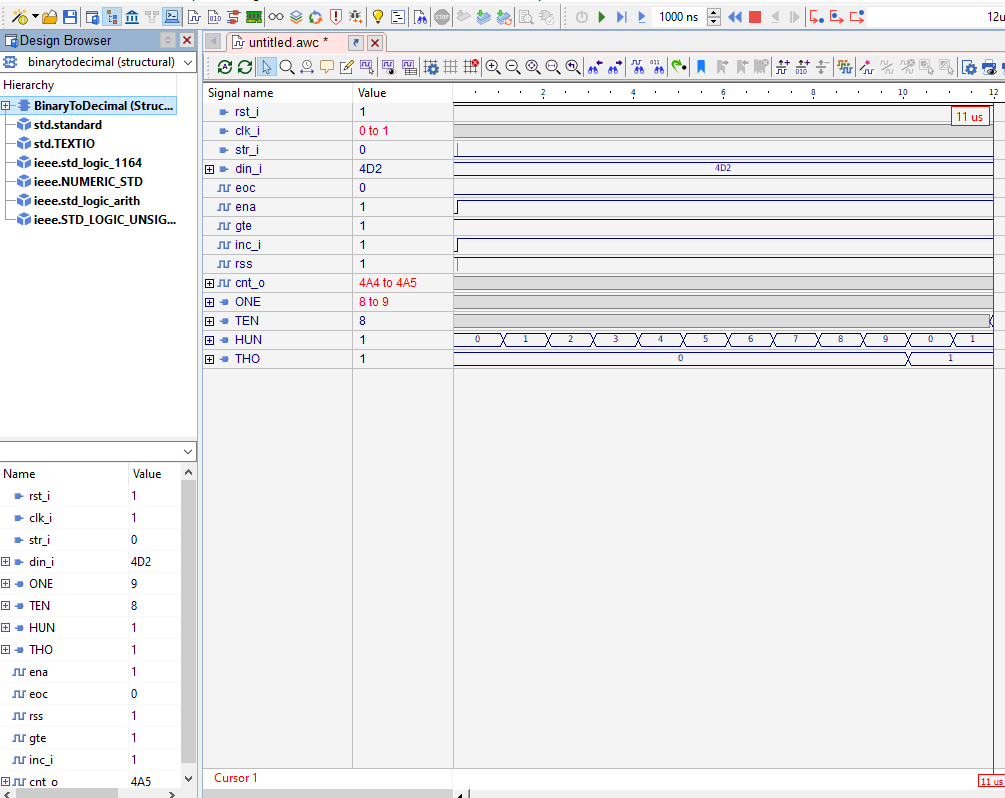 1000 ns
12u
Design Browser
untitled.awc *
binarytodecimal (structural)
Hierarchy
BinaryToDecimal (Struc...
std.standard
std.TEXTIO
ieee.std_logic_1164
ieee.NUMERIC_STD
ieee.std_logic_arith
ieee.STD_LOGIC_UNSIG...
Signal name Value 2 4 6 8 10 12
11 us
rst_i 1
clk_i 0 to 1
str_i 0
din_i 4D2 4D2
eoc 0
ena 1
gte 1
inc_i 1
rss 1
cnt_o 4A4 to 4A5
ONE 8 to 9
TEN 8
HUN 1 0 1 2 3 4 5 6 7 8 9 0 1
THO 1 0 1
Name Value
rst_i 1
clk_i 1
str_i 0
din_i 4D2
ONE 9
TEN 8
HUN 1
THO 1
ena 1
eoc 0
rss 1
gte 1
inc_i 1
cnt_o 4A5
Cursor 1
11 us